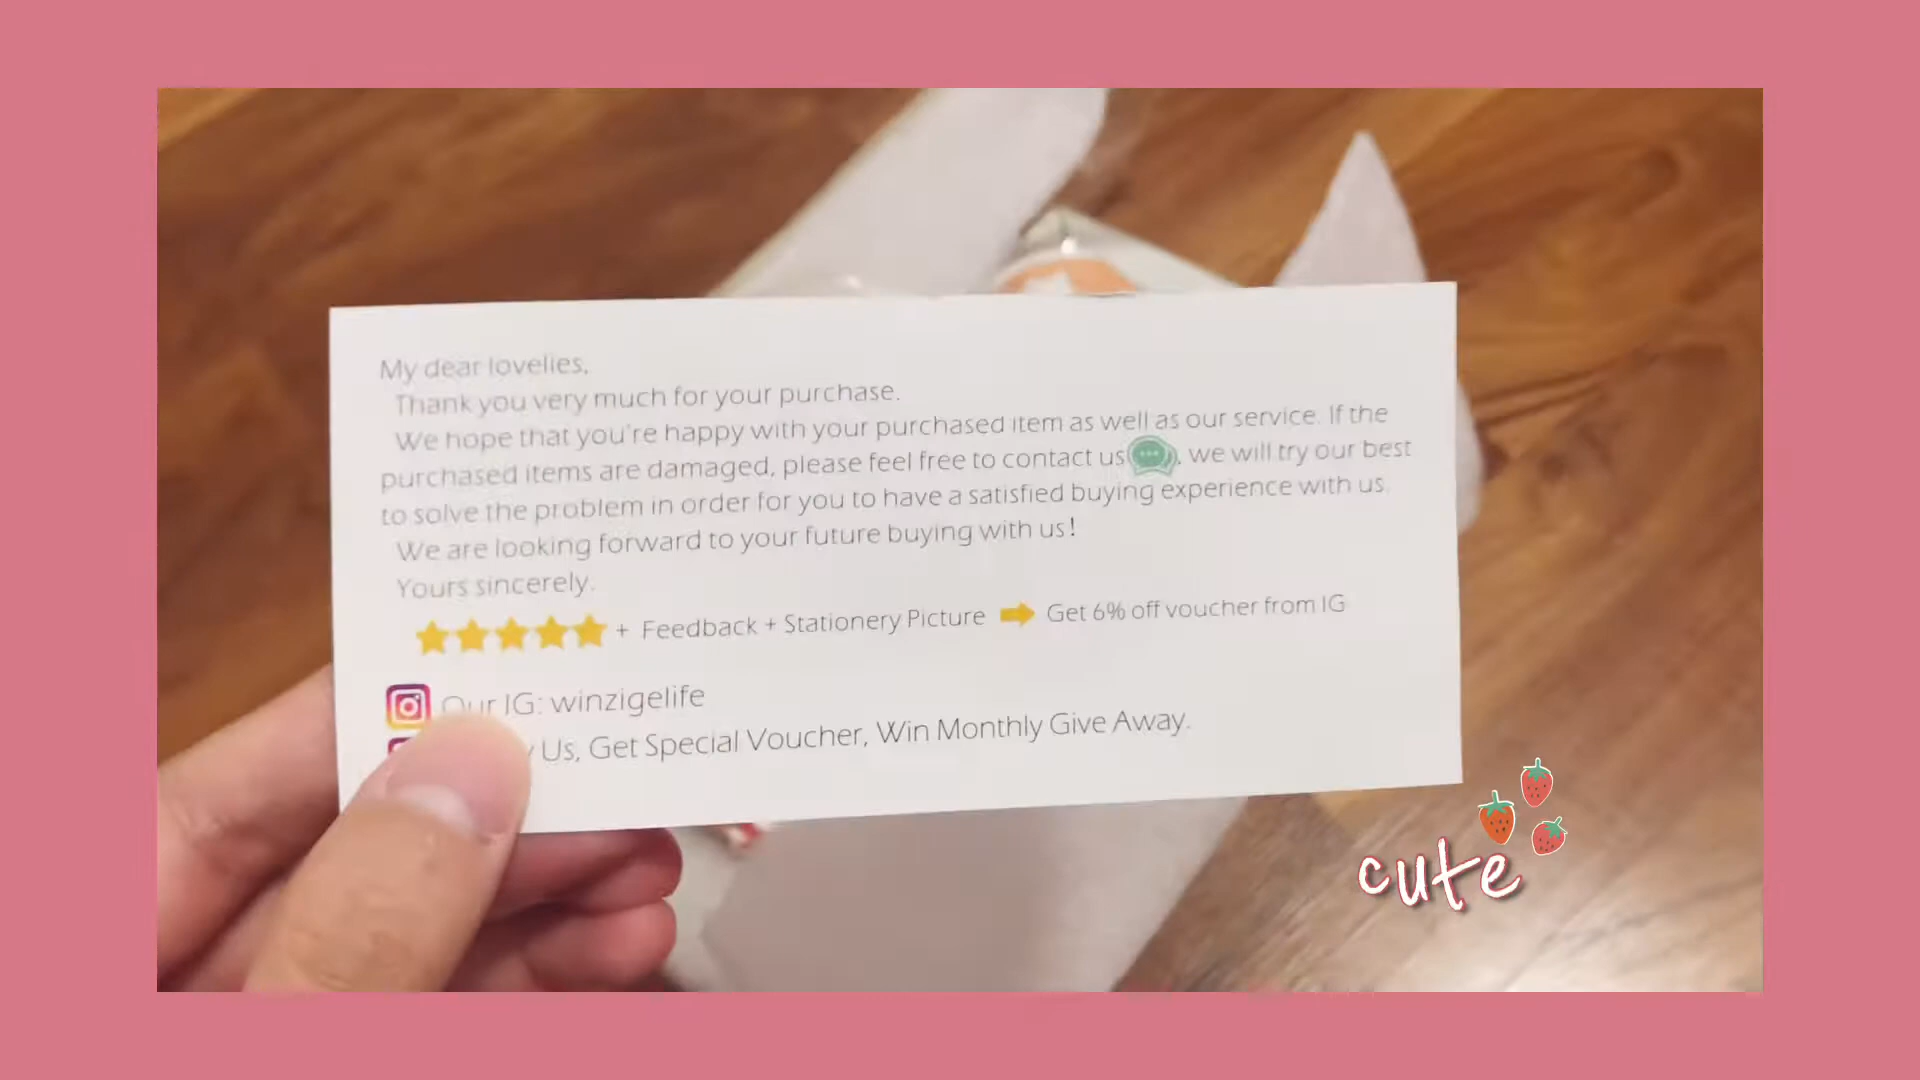 My dear lovelies,
Thank you very much for your purchase.
We hope that you're happy with your purchased item as well as our service. If the
purchased items are damaged, please feel free to contact us, we will try our best
to solve the problem in order for you to have a satisfied buying experience with us.
We are looking forward to your future buying with us!
Yours sincerely.
+ Feedback + Stationery Picture Get 6% off voucher from IG
Our IG: winzigelife
Us, Get Special Voucher, Win Monthly Give Away.
cute